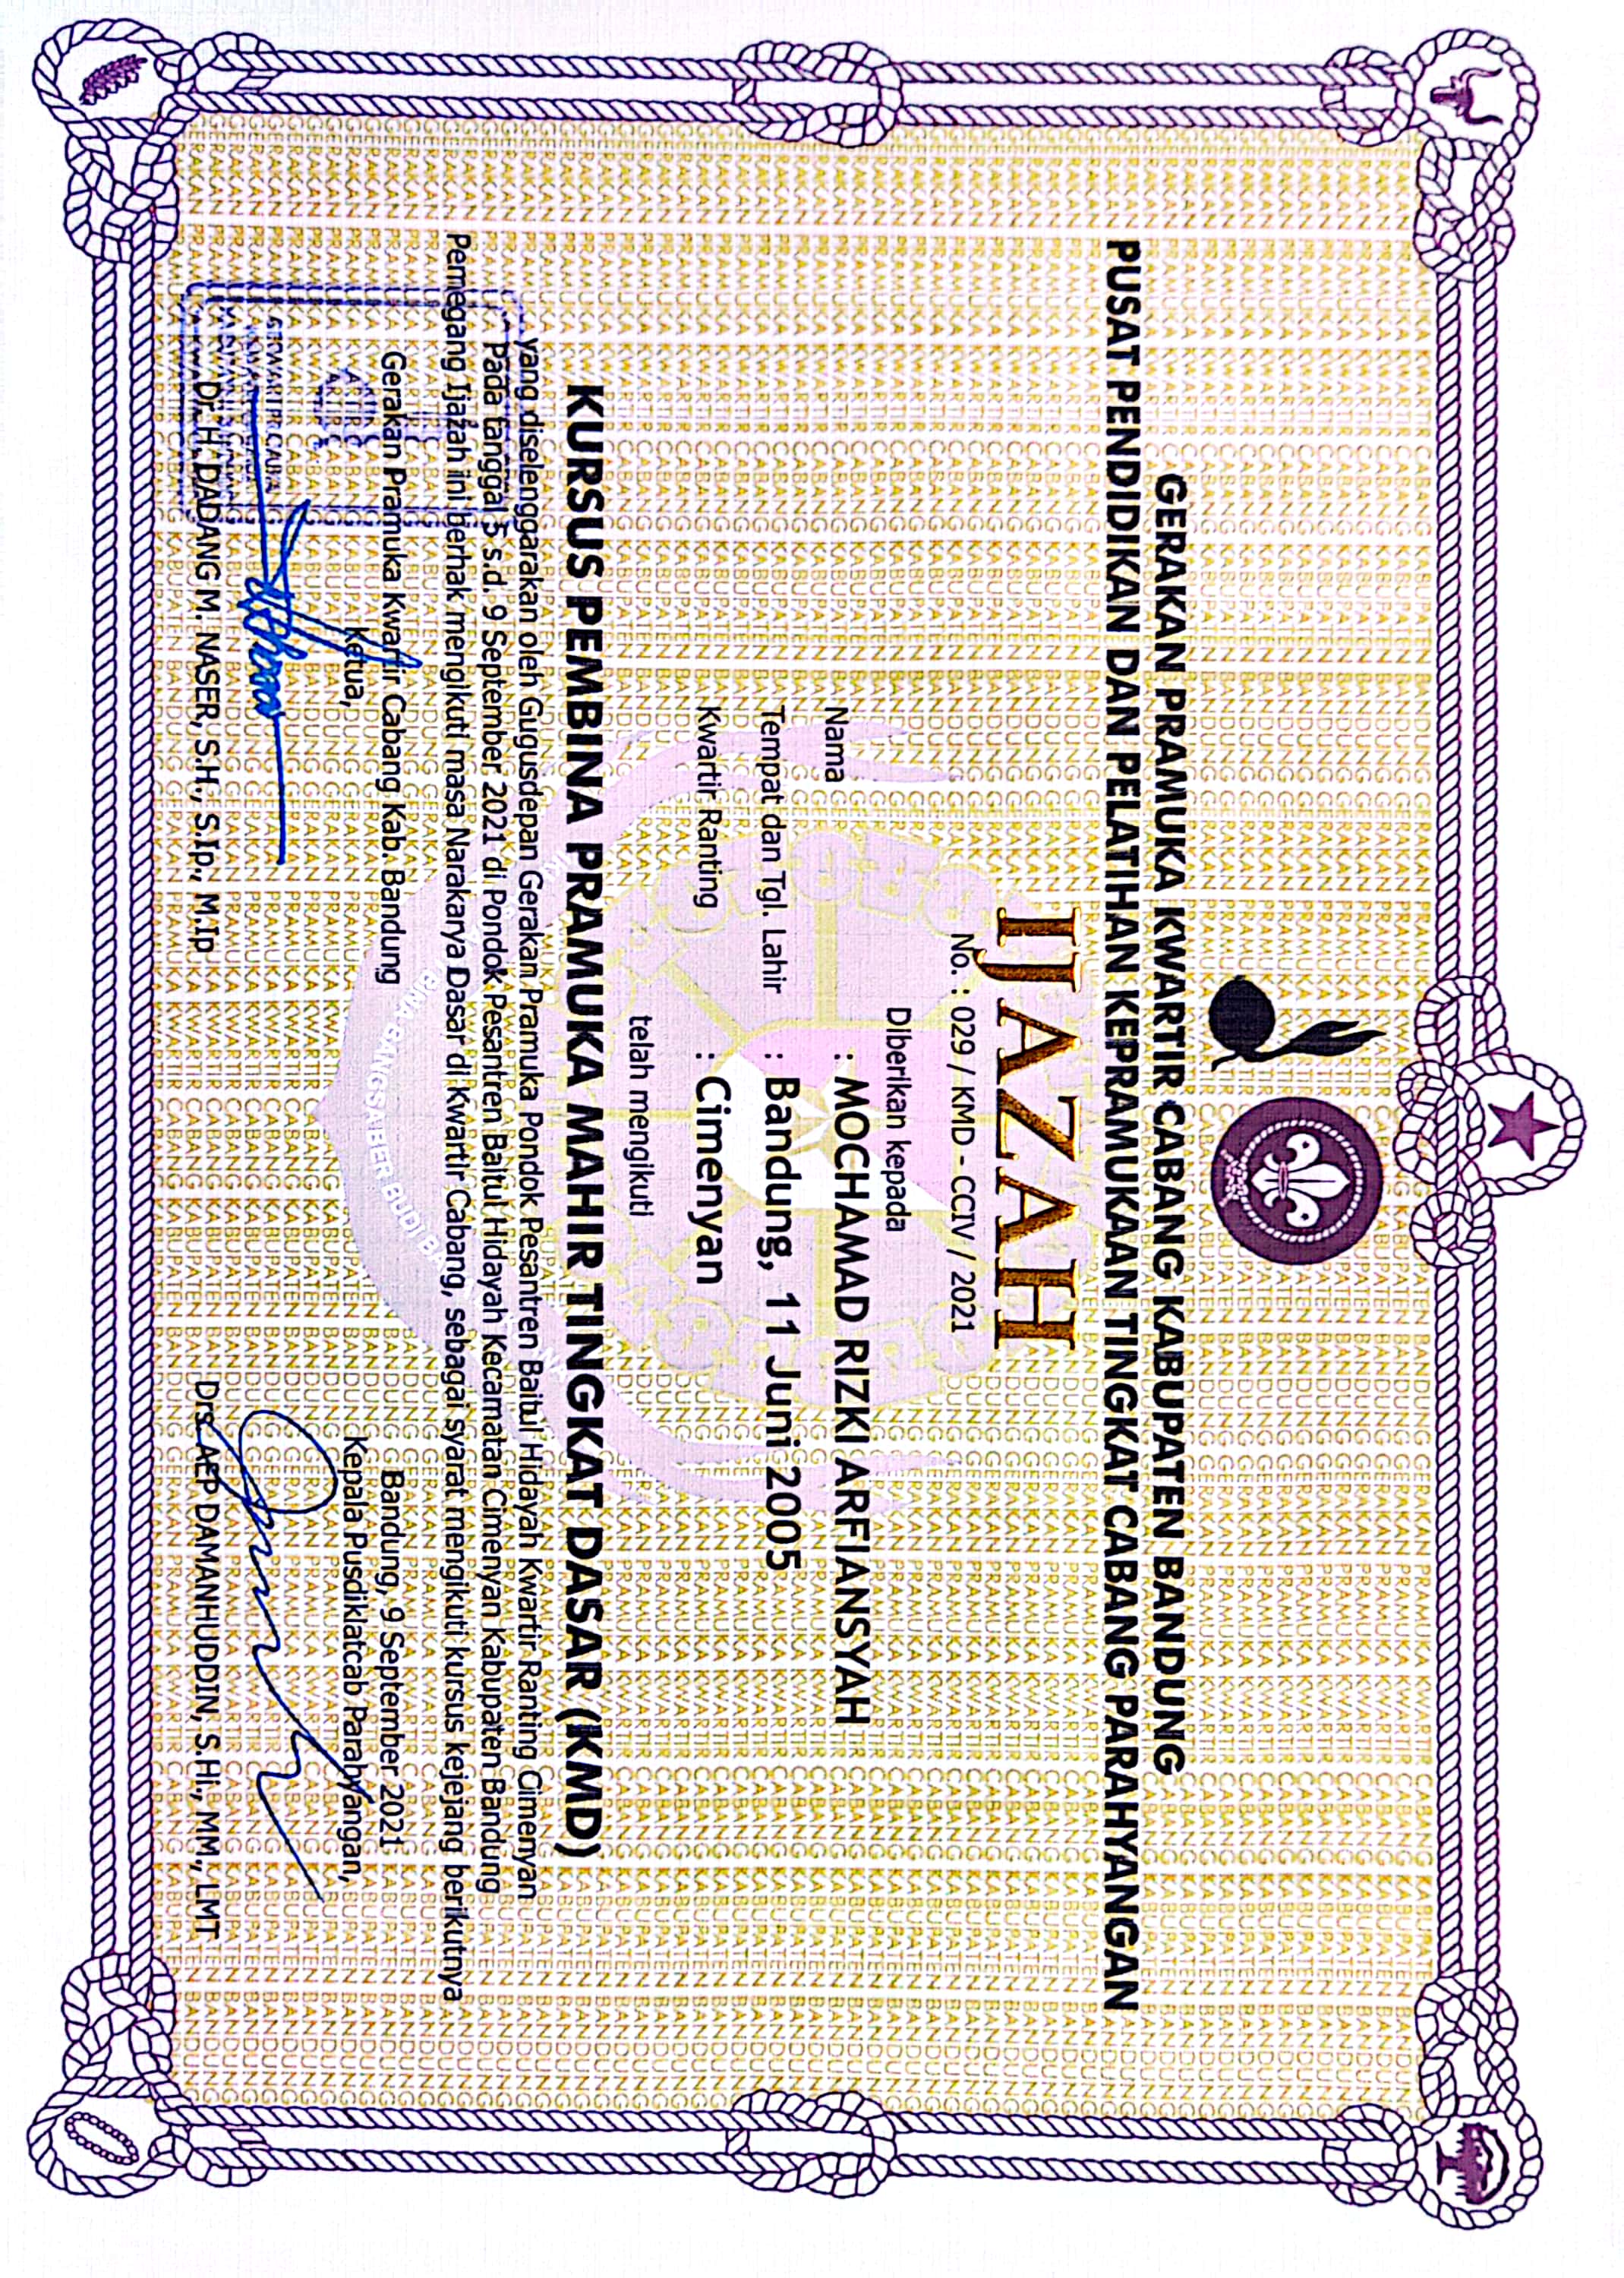 GERAKAN PRAMUKA KWARTIR CABANG KABUPATEN BANDUNG
PUSAT PENDIDIKAN DAN PELATIHAN KEPRAMUKAAN TINGKAT CABANG PARAHYANGAN
IJAZAH
No. : 029 / KMD - CCIV / 2021
Diberikan kepada
Nama : MOCHAMAD RIZKI ARFIANSYAH
Tempat dan Tgl. Lahir : Bandung, 11 Juni 2005
Kwartir Ranting : Cimenyan
telah mengikuti
KURSUS PEMBINA PRAMUKA MAHIR TINGKAT DASAR (KMD)
yang diselenggarakan oleh Gugusdepan Gerakan Pramuka Pondok Pesantren Baitul Hidayah Kwartir Ranting Cimenyan
Pada tanggal 5 s.d. 9 September 2021 di Pondok Pesantren Baitul Hidayah Kecamatan Cimenyan Kabupaten Bandung
Pemegang Ijazah ini berhak mengikuti masa Narakarya Dasar di Kwartir Cabang, sebagai syarat mengikuti kursus kejejang berikutnya
Gerakan Pramuka Kwartir Cabang Kab. Bandung
Ketua,
Dr. H. DADANG M. NASER, S.H., S.Ip., M.Ip
Bandung, 9 September 2021
Kepala Pusdiklatcab Parahyangan,
Drs. AEP DAMANHUDDIN, S.Hi., MM., LMT